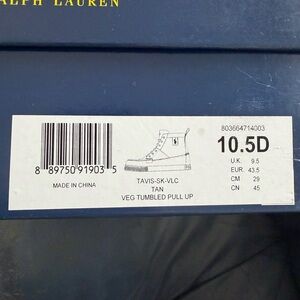 ALPH LAUREN
803664714003
10.5D
U.K. 9.5
EUR. 43.5
CM 29
CN 45
8 89750 91903 5
MADE IN CHINA
TAVIS-SK-VLC
TAN
VEG TUMBLED PULL UP